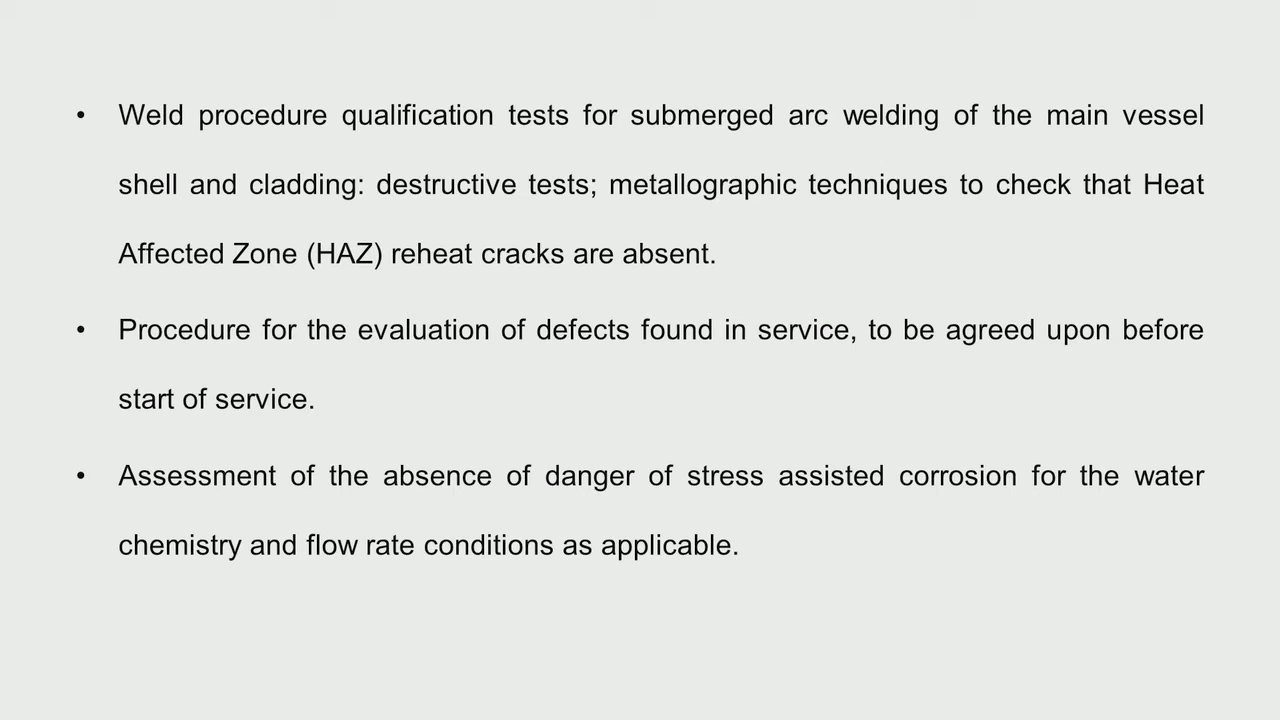 • Weld procedure qualification tests for submerged arc welding of the main vessel
shell and cladding: destructive tests; metallographic techniques to check that Heat
Affected Zone (HAZ) reheat cracks are absent.
• Procedure for the evaluation of defects found in service, to be agreed upon before
start of service.
• Assessment of the absence of danger of stress assisted corrosion for the water
chemistry and flow rate conditions as applicable.